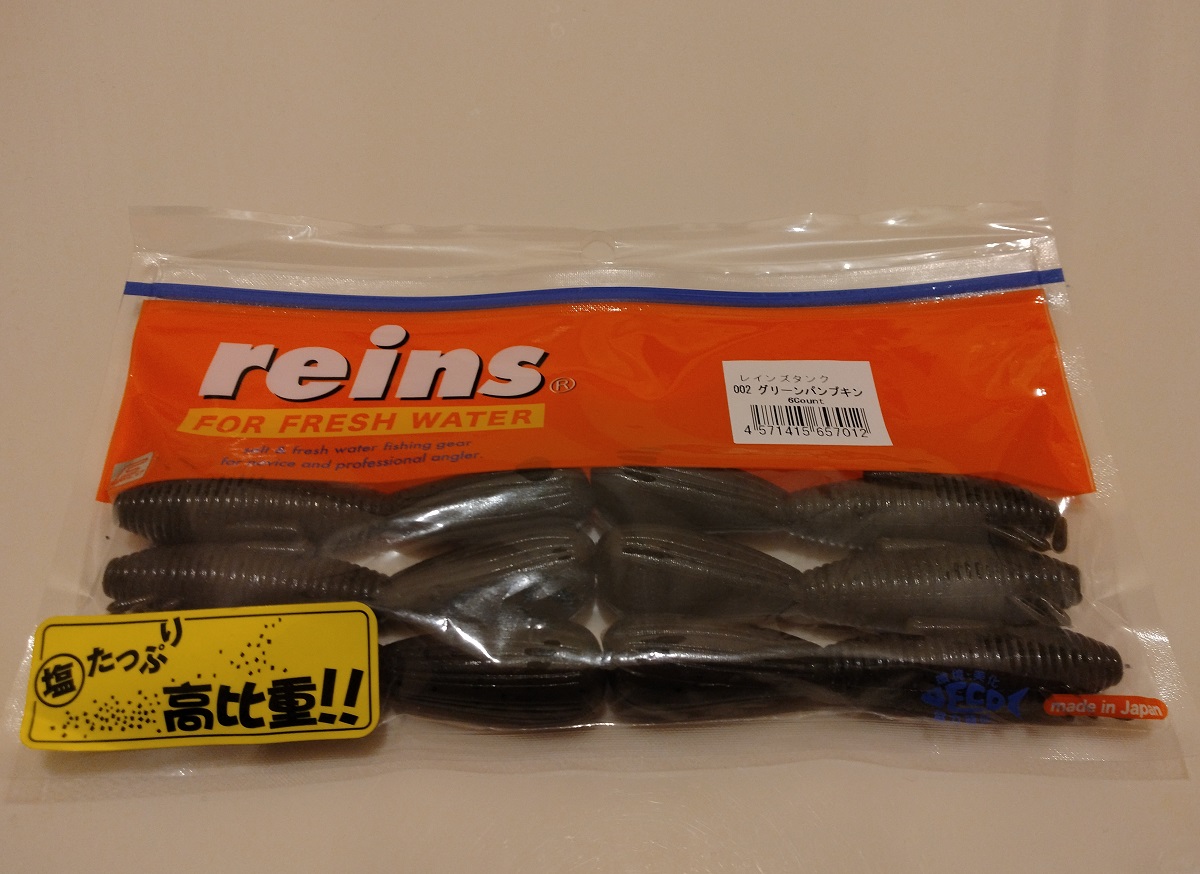 reins®
FOR FRESH WATER
salt & fresh water fishing gear
for novice and professional angler.
レインズタンク
002 グリーンパンプキン
6Count
4 571415 657012
塩たっぷり
高比重!!
made in Japan